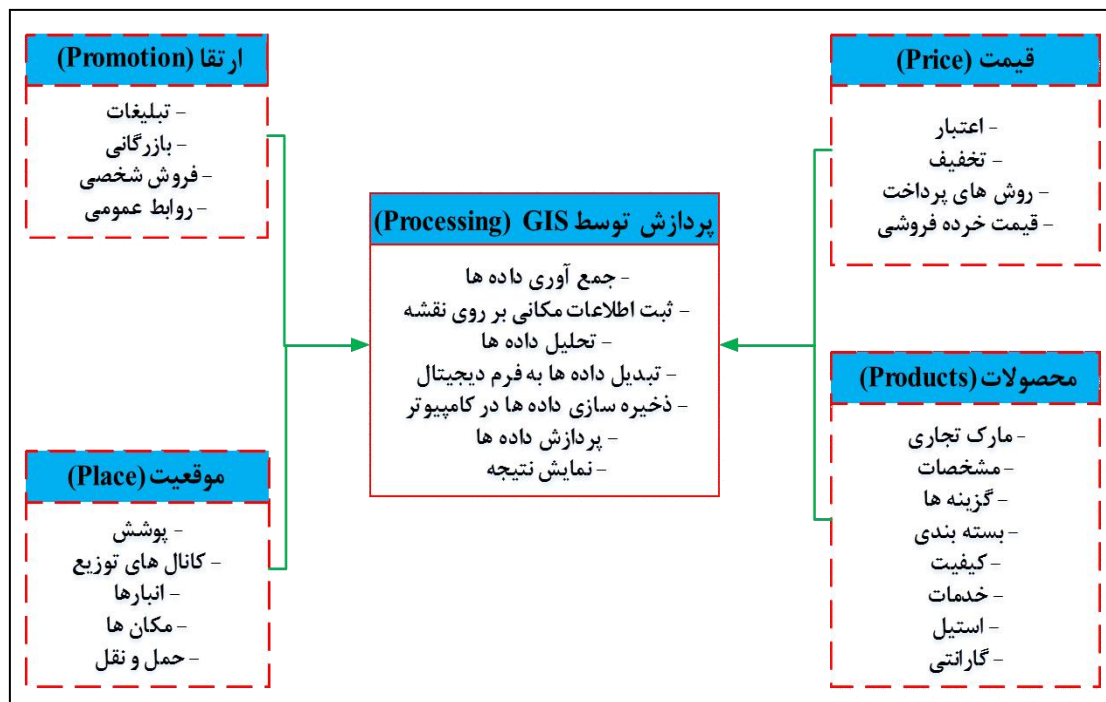 قیمت (Price)
- اعتبار
- تخفیف
- روش های پرداخت
- قیمت خرده فروشی
محصولات (Products)
- مارک تجاری
- مشخصات
- گزینه ها
- بسته بندی
- کیفیت
- خدمات
- استیل
- گارانتی
پردازش توسط GIS (Processing)
- جمع آوری داده ها
- ثبت اطلاعات مکانی بر روی نقشه
- تحلیل داده ها
- تبدیل داده ها به فرم دیجیتال
- ذخیره سازی داده ها در کامپیوتر
- پردازش داده ها
- نمایش نتیجه
ارتقا (Promotion)
- تبلیغات
- بازرگانی
- فروش شخصی
- روابط عمومی
موقعیت (Place)
- پوشش
- کانال های توزیع
- انبارها
- مکان ها
- حمل و نقل